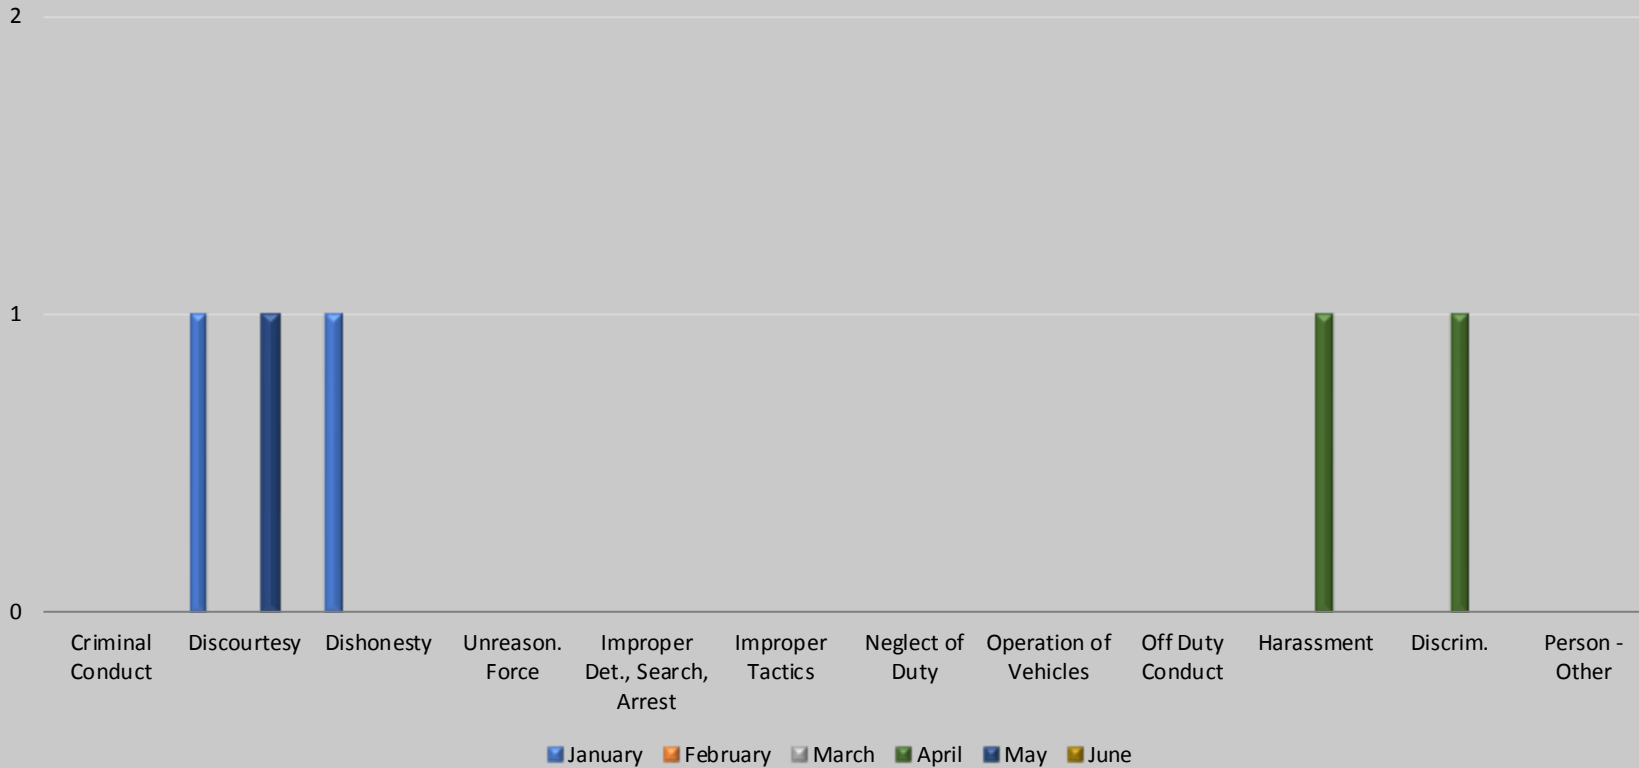 2
1
0
Criminal
Conduct
Discourtesy
Dishonesty
Unreason.
Force
Improper
Det., Search,
Arrest
Improper
Tactics
Neglect of
Duty
Operation of
Vehicles
Off Duty
Conduct
Harassment
Discrim.
Person -
Other
January February March April May June